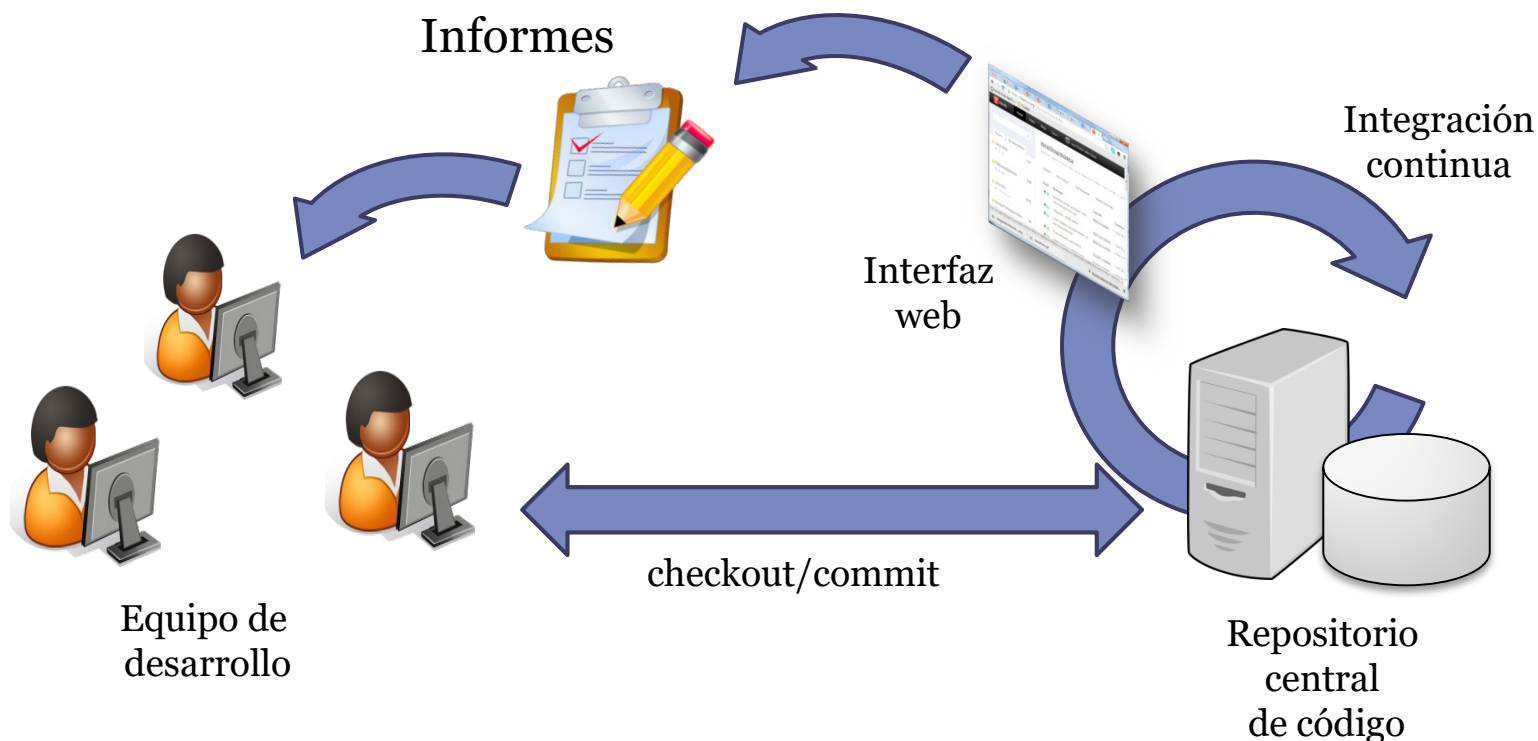 Informes
Integración
continua
Interfaz
web
checkout/commit
Equipo de
desarrollo
Repositorio
central
de código